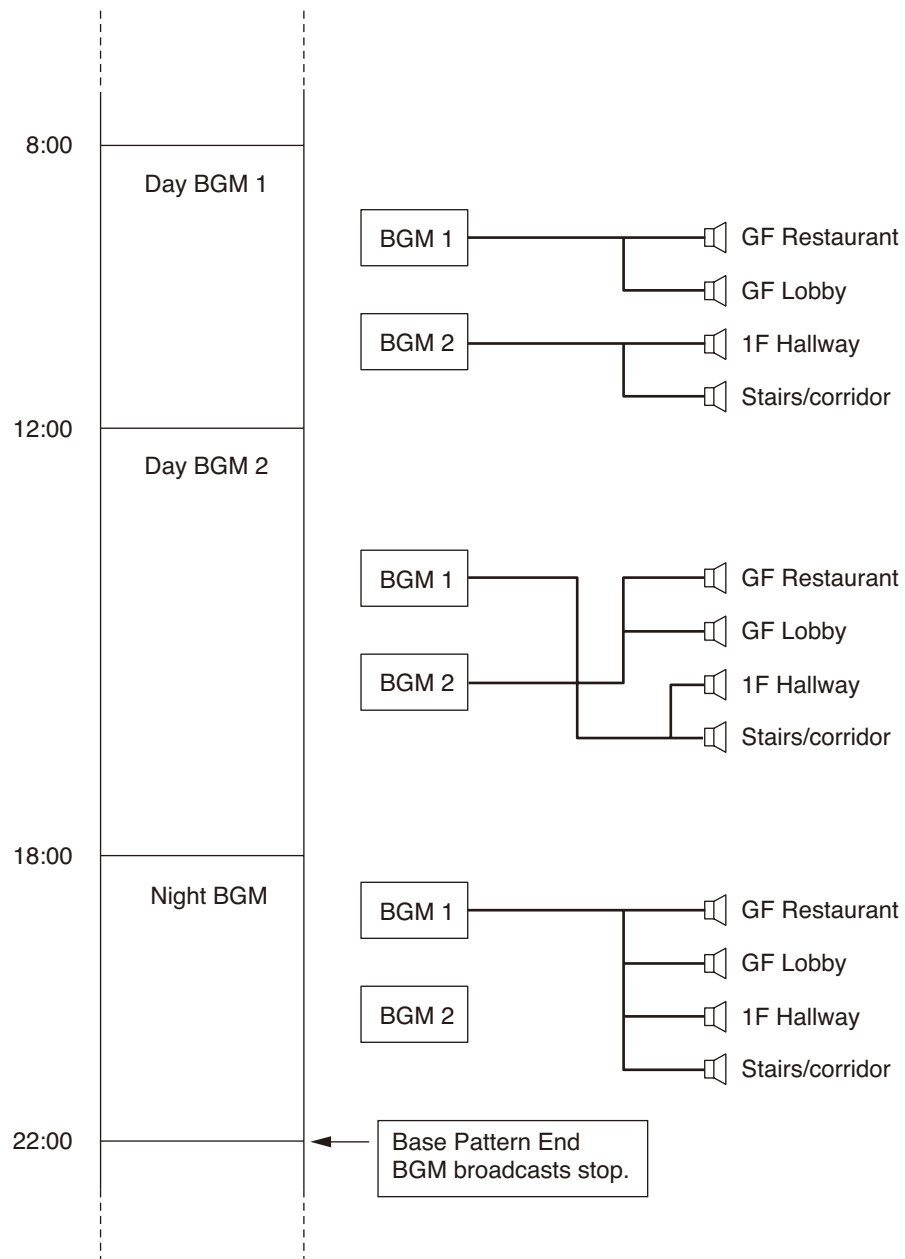 8:00
Day BGM 1
BGM 1
GF Restaurant
GF Lobby
BGM 2
1F Hallway
Stairs/corridor
12:00
Day BGM 2
BGM 1
GF Restaurant
GF Lobby
BGM 2
1F Hallway
Stairs/corridor
18:00
Night BGM
BGM 1
GF Restaurant
GF Lobby
BGM 2
1F Hallway
Stairs/corridor
22:00
Base Pattern End
BGM broadcasts stop.